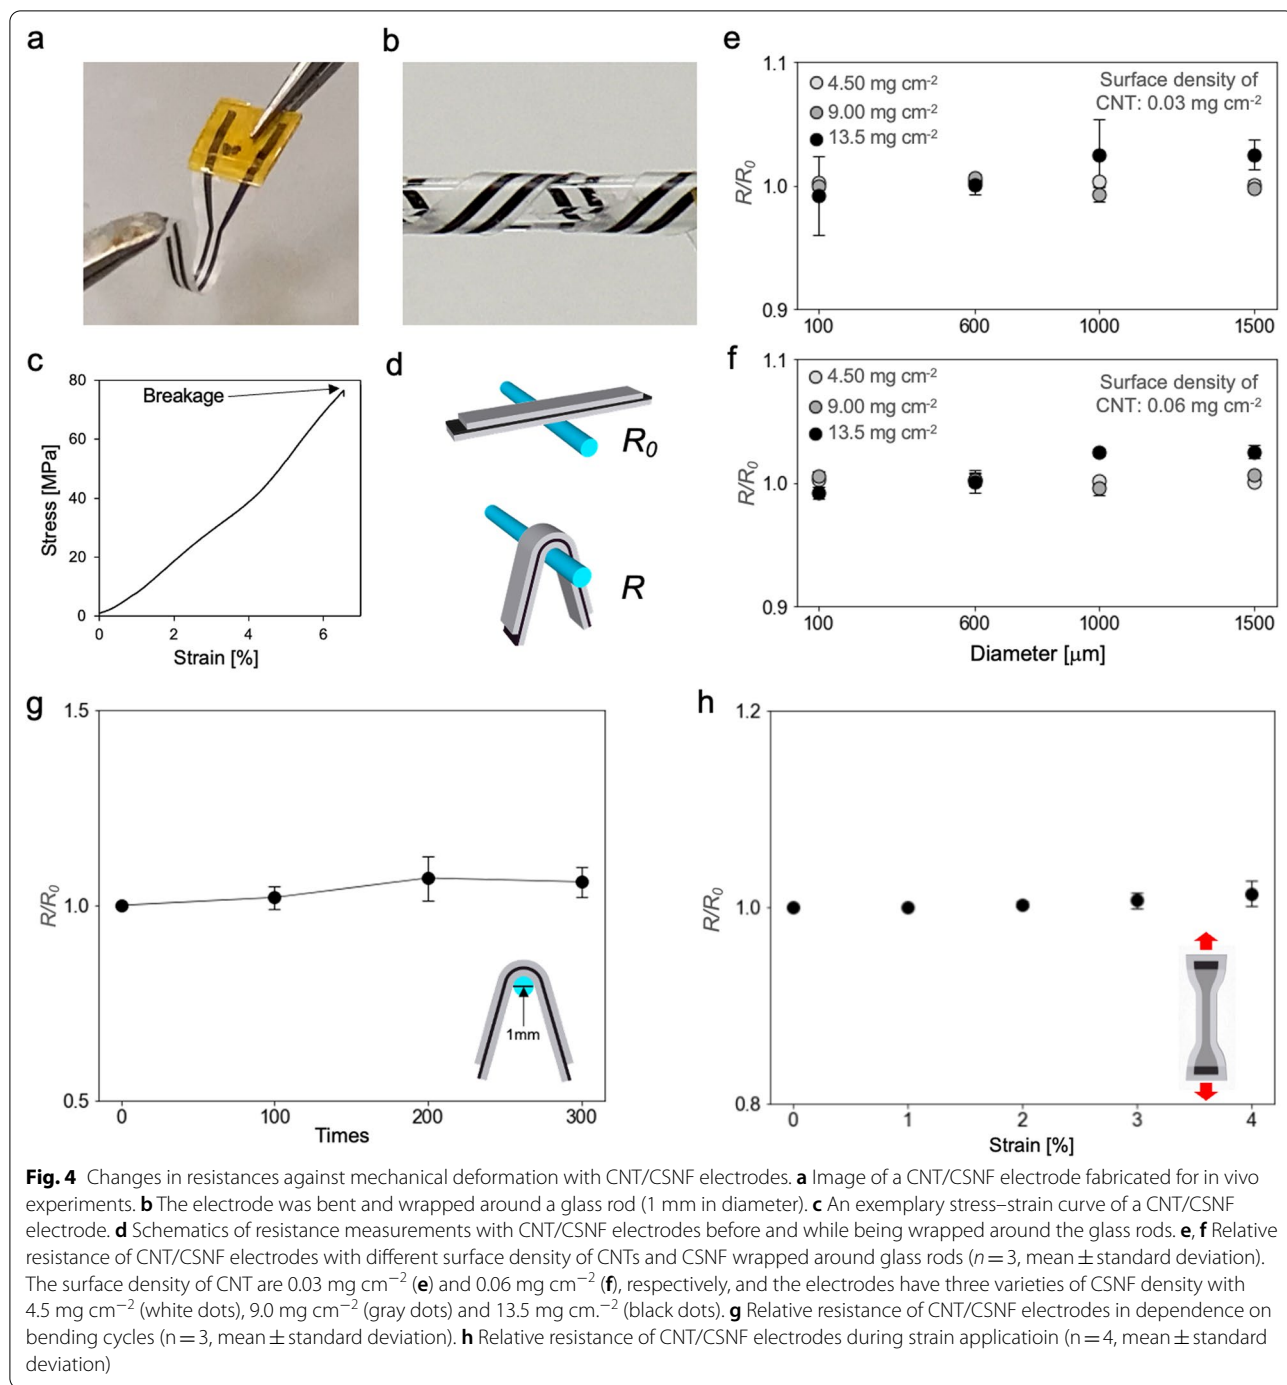 a
b
e
1.1
4.50 mg cm-2
9.00 mg cm-2
13.5 mg cm-2
Surface density of
CNT: 0.03 mg cm-2
R/R0
1.0
0.9
100
600
1000
1500
c
80
Breakage
60
40
20
0
Stress [MPa]
0
2
4
6
Strain [%]
d
R0
R
f
1.1
4.50 mg cm-2
9.00 mg cm-2
13.5 mg cm-2
Surface density of
CNT: 0.06 mg cm-2
R/R0
1.0
0.9
100
600
1000
1500
Diameter [μm]
g
1.5
1.0
0.5
R/R0
1mm
0
100
200
300
Times
h
1.2
1.0
0.8
R/R0
0
1
2
3
4
Strain [%]
Fig. 4 Changes in resistances against mechanical deformation with CNT/CSNF electrodes. a Image of a CNT/CSNF electrode fabricated for in vivo
experiments. b The electrode was bent and wrapped around a glass rod (1 mm in diameter). c An exemplary stress–strain curve of a CNT/CSNF
electrode. d Schematics of resistance measurements with CNT/CSNF electrodes before and while being wrapped around the glass rods. e, f Relative
resistance of CNT/CSNF electrodes with different surface density of CNTs and CSNF wrapped around glass rods (n = 3, mean ± standard deviation).
The surface density of CNT are 0.03 mg cm−2 (e) and 0.06 mg cm−2 (f), respectively, and the electrodes have three varieties of CSNF density with
4.5 mg cm−2 (white dots), 9.0 mg cm−2 (gray dots) and 13.5 mg cm.−2 (black dots). g Relative resistance of CNT/CSNF electrodes in dependence on
bending cycles (n = 3, mean ± standard deviation). h Relative resistance of CNT/CSNF electrodes during strain applicatioin (n = 4, mean ± standard
deviation)